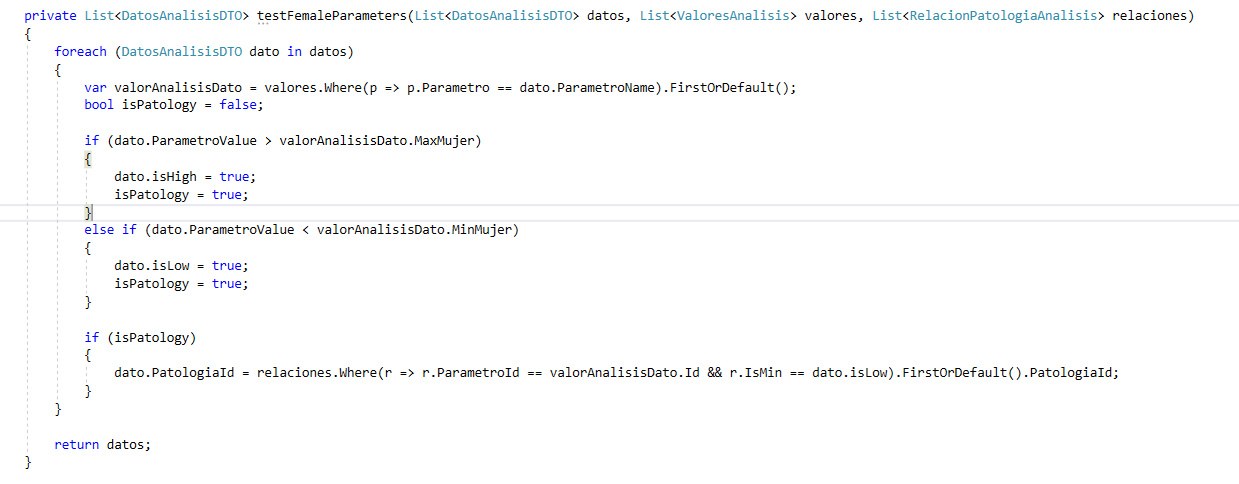 private List<DatosAnalisisDTO> testFemaleParameters(List<DatosAnalisisDTO> datos, List<ValoresAnalisis> valores, List<RelacionPatologiaAnalisis> relaciones)
{
    foreach (DatosAnalisisDTO dato in datos)
    {
        var valorAnalisisDato = valores.Where(p => p.Parametro == dato.ParametroName).FirstOrDefault();
        bool isPatology = false;

        if (dato.ParametroValue > valorAnalisisDato.MaxMujer)
        {
            dato.isHigh = true;
            isPatology = true;
        }
        else if (dato.ParametroValue < valorAnalisisDato.MinMujer)
        {
            dato.isLow = true;
            isPatology = true;
        }

        if (isPatology)
        {
            dato.PatologiaId = relaciones.Where(r => r.ParametroId == valorAnalisisDato.Id && r.IsMin == dato.isLow).FirstOrDefault().PatologiaId;
        }
    }

    return datos;
}